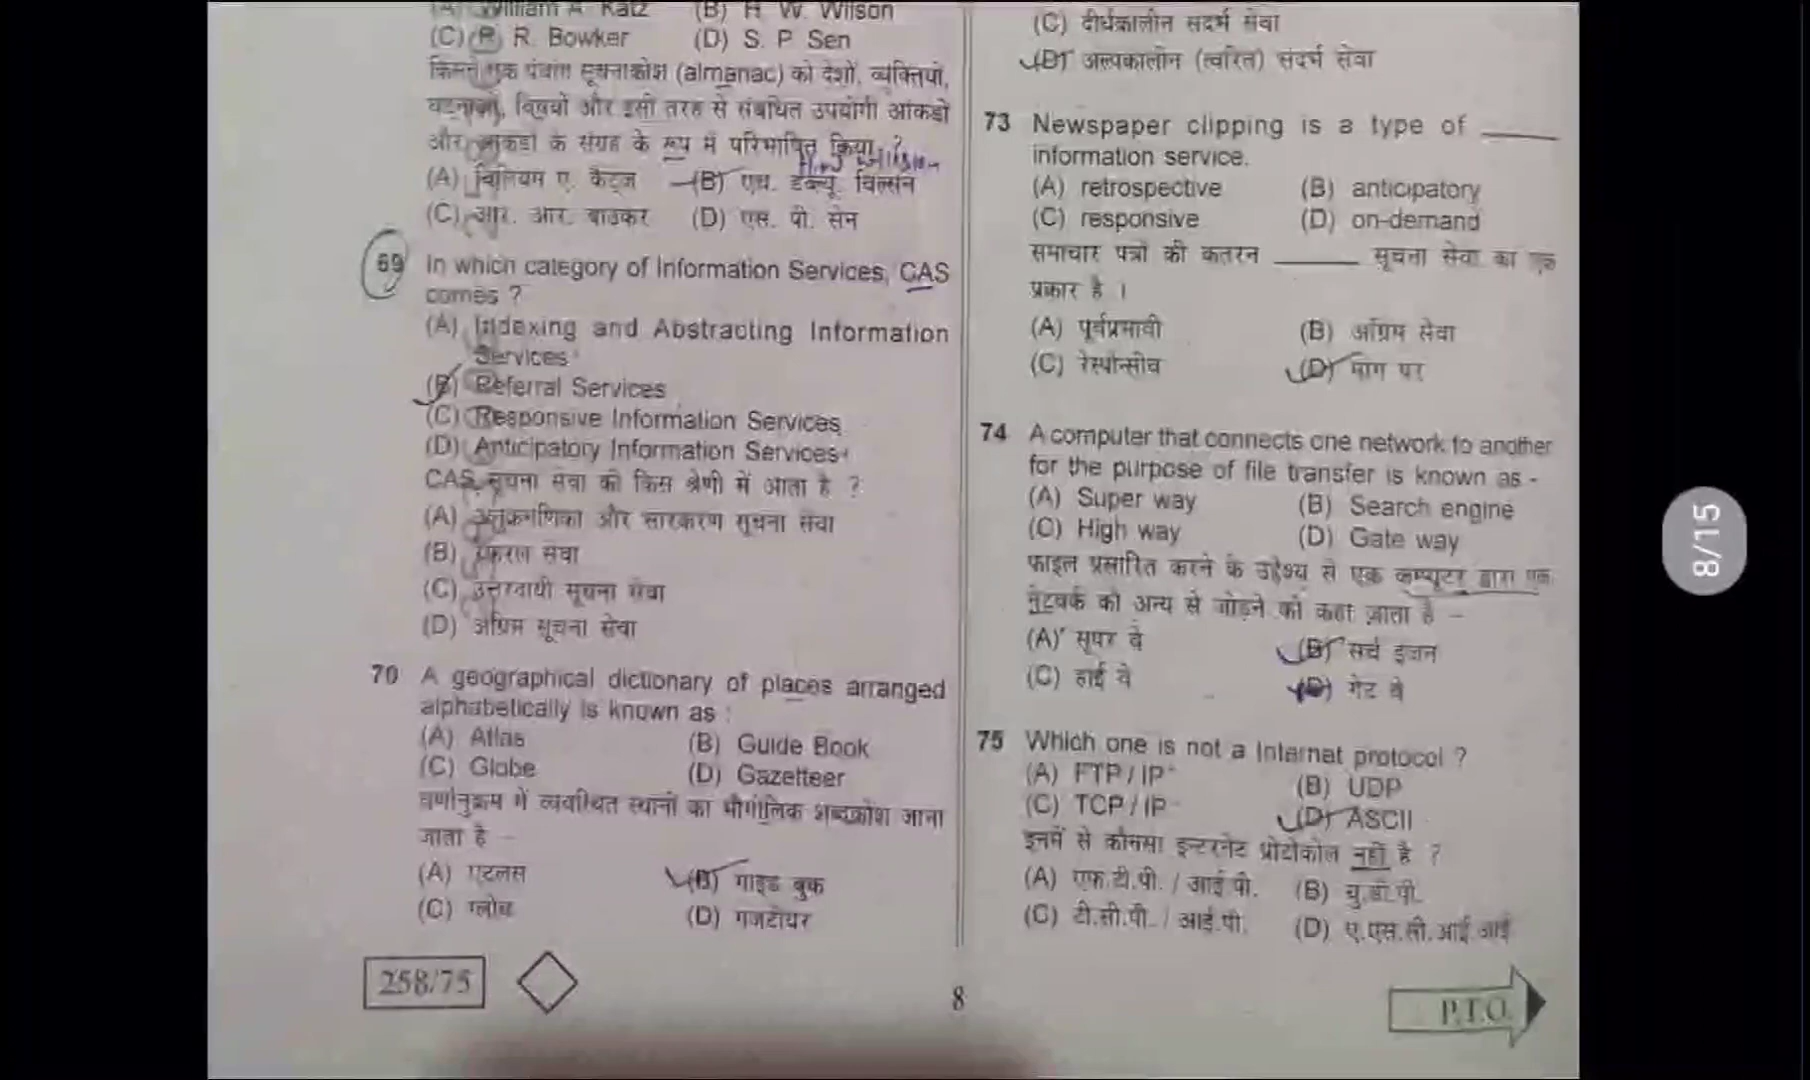 (A) William A. Katz (B) H. W. Wilson
(C) R. R. Bowker (D) S. P. Sen
किसने एक पंचांग सूचनाकोश (almanac) को देशों, व्यक्तियों,
घटनाओं, विषयों और इसी तरह से संबंधित उपयोगी आंकड़ों
और आंकड़ों के संग्रह के रूप में परिभाषित किया ?
(A) विलियम ए. कैट्ज (B) एच. डब्ल्यू. विल्सन
(C) आर. आर. बाउकर (D) एस. पी. सेन
69 In which category of Information Services, CAS
comes ?
(A) Indexing and Abstracting Information
Services
(B) Referral Services
(C) Responsive Information Services
(D) Anticipatory Information Services
CAS सूचना सेवा की किस श्रेणी में आता है ?
(A) अनुक्रमणिका और सारकरण सूचना सेवा
(B) रेफरल सेवा
(C) उत्तरदायी सूचना सेवा
(D) अग्रिम सूचना सेवा
70 A geographical dictionary of places arranged
alphabetically is known as :
(A) Atlas (B) Guide Book
(C) Globe (D) Gazetteer
वर्णानुक्रम में व्यवस्थित स्थानों का भौगोलिक शब्दकोश जाना
जाता है –
(A) एटलस (B) गाइड बुक
(C) ग्लोब (D) गजटीयर
258/75
8
(C) दीर्घकालीन संदर्भ सेवा
(D) अल्पकालीन (त्वरित) संदर्भ सेवा
73 Newspaper clipping is a type of ______
information service.
(A) retrospective (B) anticipatory
(C) responsive (D) on-demand
समाचार पत्रों की कतरन ______ सूचना सेवा का एक
प्रकार है ।
(A) पूर्वप्रभावी (B) अग्रिम सेवा
(C) रेस्पॉन्सीव (D) मांग पर
74 A computer that connects one network to another
for the purpose of file transfer is known as -
(A) Super way (B) Search engine
(C) High way (D) Gate way
फाइल प्रसारित करने के उद्देश्य से एक कम्प्यूटर द्वारा एक
नेटवर्क को अन्य से जोड़ने को कहा जाता है –
(A) सूपर वे (B) सर्च इंजन
(C) हाई वे (D) गेट वे
75 Which one is not a Internet protocol ?
(A) FTP / IP (B) UDP
(C) TCP / IP (D) ASCII
इनमें से कौनसा इन्टरनेट प्रोटोकोल नहीं है ?
(A) एफ.टी.पी. / आई.पी. (B) यु.डी.पी.
(C) टी.सी.पी. / आई.पी. (D) ए.एस.सी.आई.आई
P.T.O.
8/15